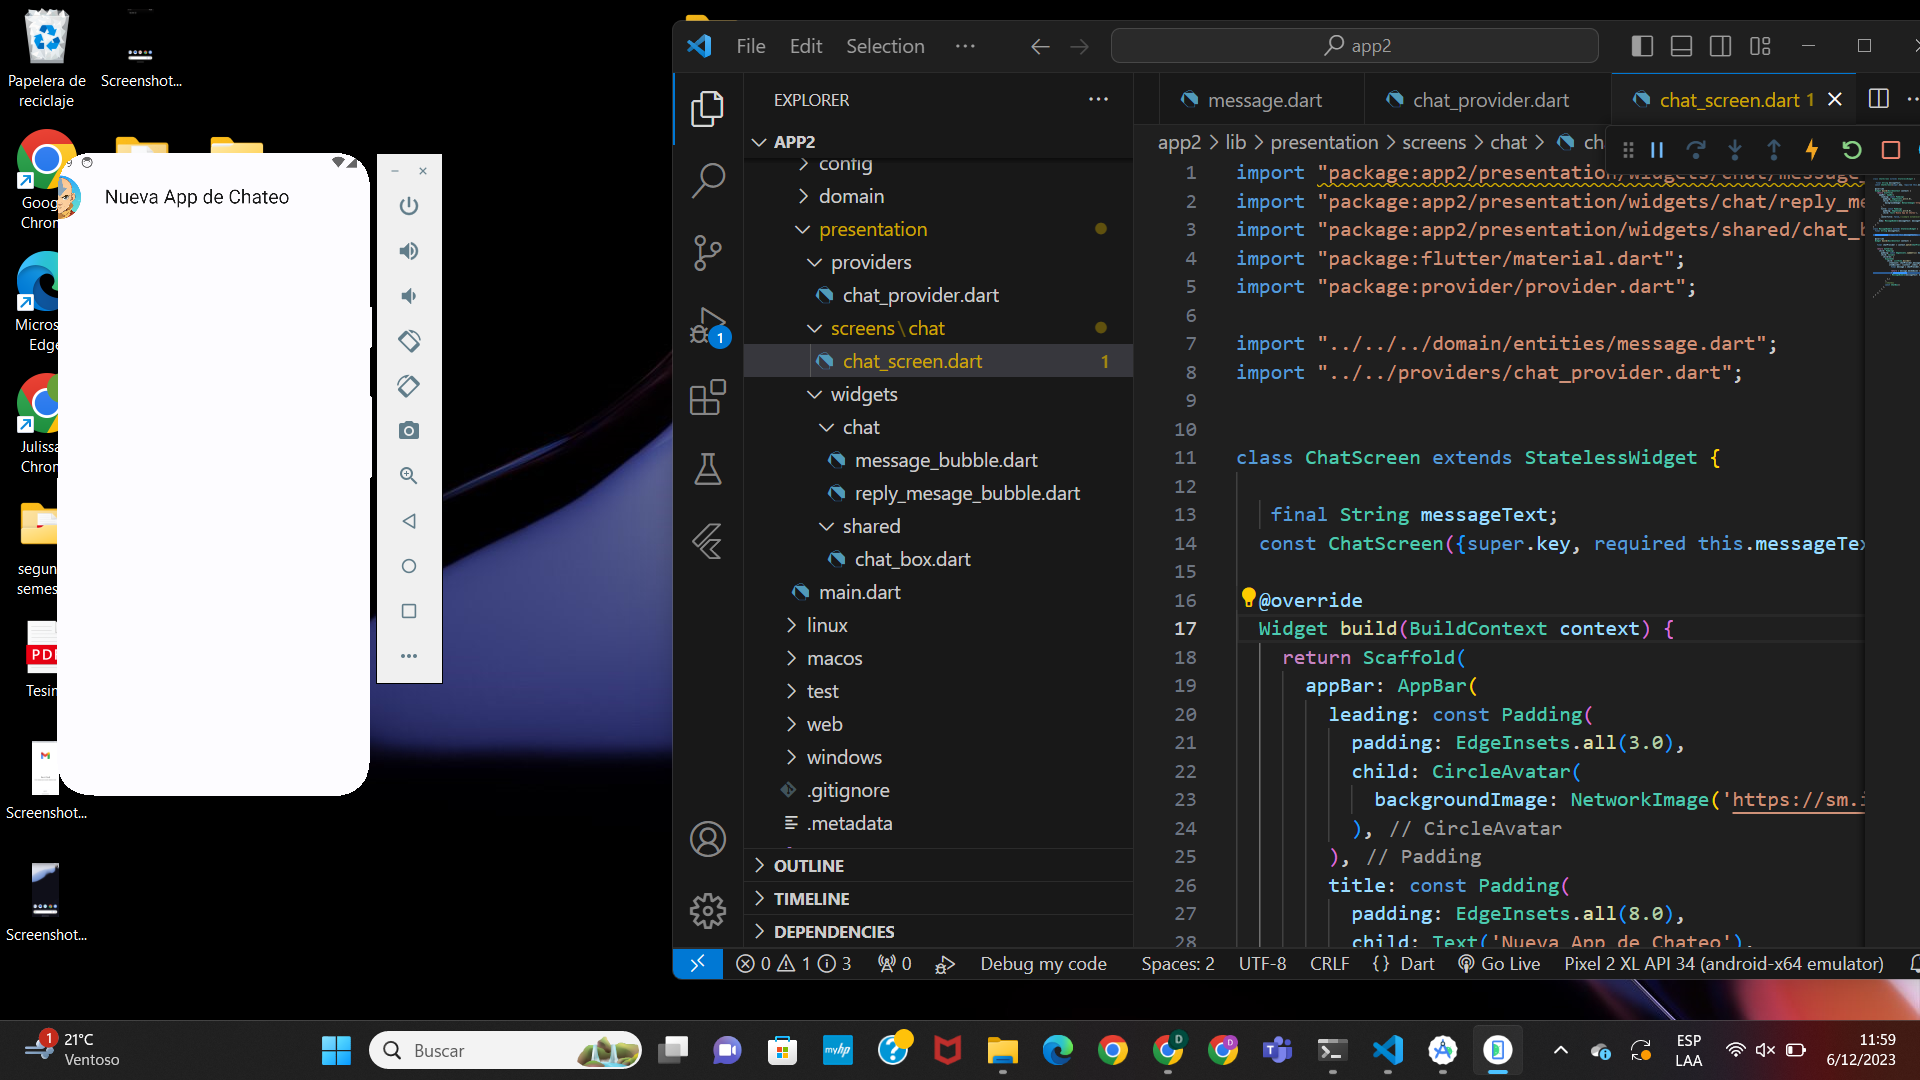 Papelera de
reciclaje
Screenshot...
Goog
Chron
Micros
Edge
Juliss
Chron
segun
semes
PDF
Tesin
Screenshot...
Screenshot...
9
Nueva App de Chateo
File Edit Selection ...
app2
EXPLORER
APP2
config
domain
presentation
providers
chat_provider.dart
screens\chat
chat_screen.dart 1
widgets
chat
message_bubble.dart
reply_mesage_bubble.dart
shared
chat_box.dart
main.dart
linux
macos
test
web
windows
.gitignore
.metadata
OUTLINE
TIMELINE
DEPENDENCIES
1
message.dart chat_provider.dart chat_screen.dart 1
app2 > lib > presentation > screens > chat > ch
1 import "package:app2/presentation/widgets/chat/message_
2 import "package:app2/presentation/widgets/chat/reply_me
3 import "package:app2/presentation/widgets/shared/chat_b
4 import "package:flutter/material.dart";
5 import "package:provider/provider.dart";
6
7 import "../../../domain/entities/message.dart";
8 import "../../providers/chat_provider.dart";
9
10
11 class ChatScreen extends StatelessWidget {
12
13 final String messageText;
14 const ChatScreen({super.key, required this.messageTex
15
16 @override
17 Widget build(BuildContext context) {
18 return Scaffold(
19 appBar: AppBar(
20 leading: const Padding(
21 padding: EdgeInsets.all(3.0),
22 child: CircleAvatar(
23 backgroundImage: NetworkImage('https://sm.i
24 ), // CircleAvatar
25 ), // Padding
26 title: const Padding(
27 padding: EdgeInsets.all(8.0),
28 child: Text('Nueva App de Chateo'),
0 1 3 0 Debug my code Spaces: 2 UTF-8 CRLF {} Dart Go Live Pixel 2 XL API 34 (android-x64 emulator)
1
21°C
Ventoso
Buscar
myhp
D
D
ESP
LAA
11:59
6/12/2023